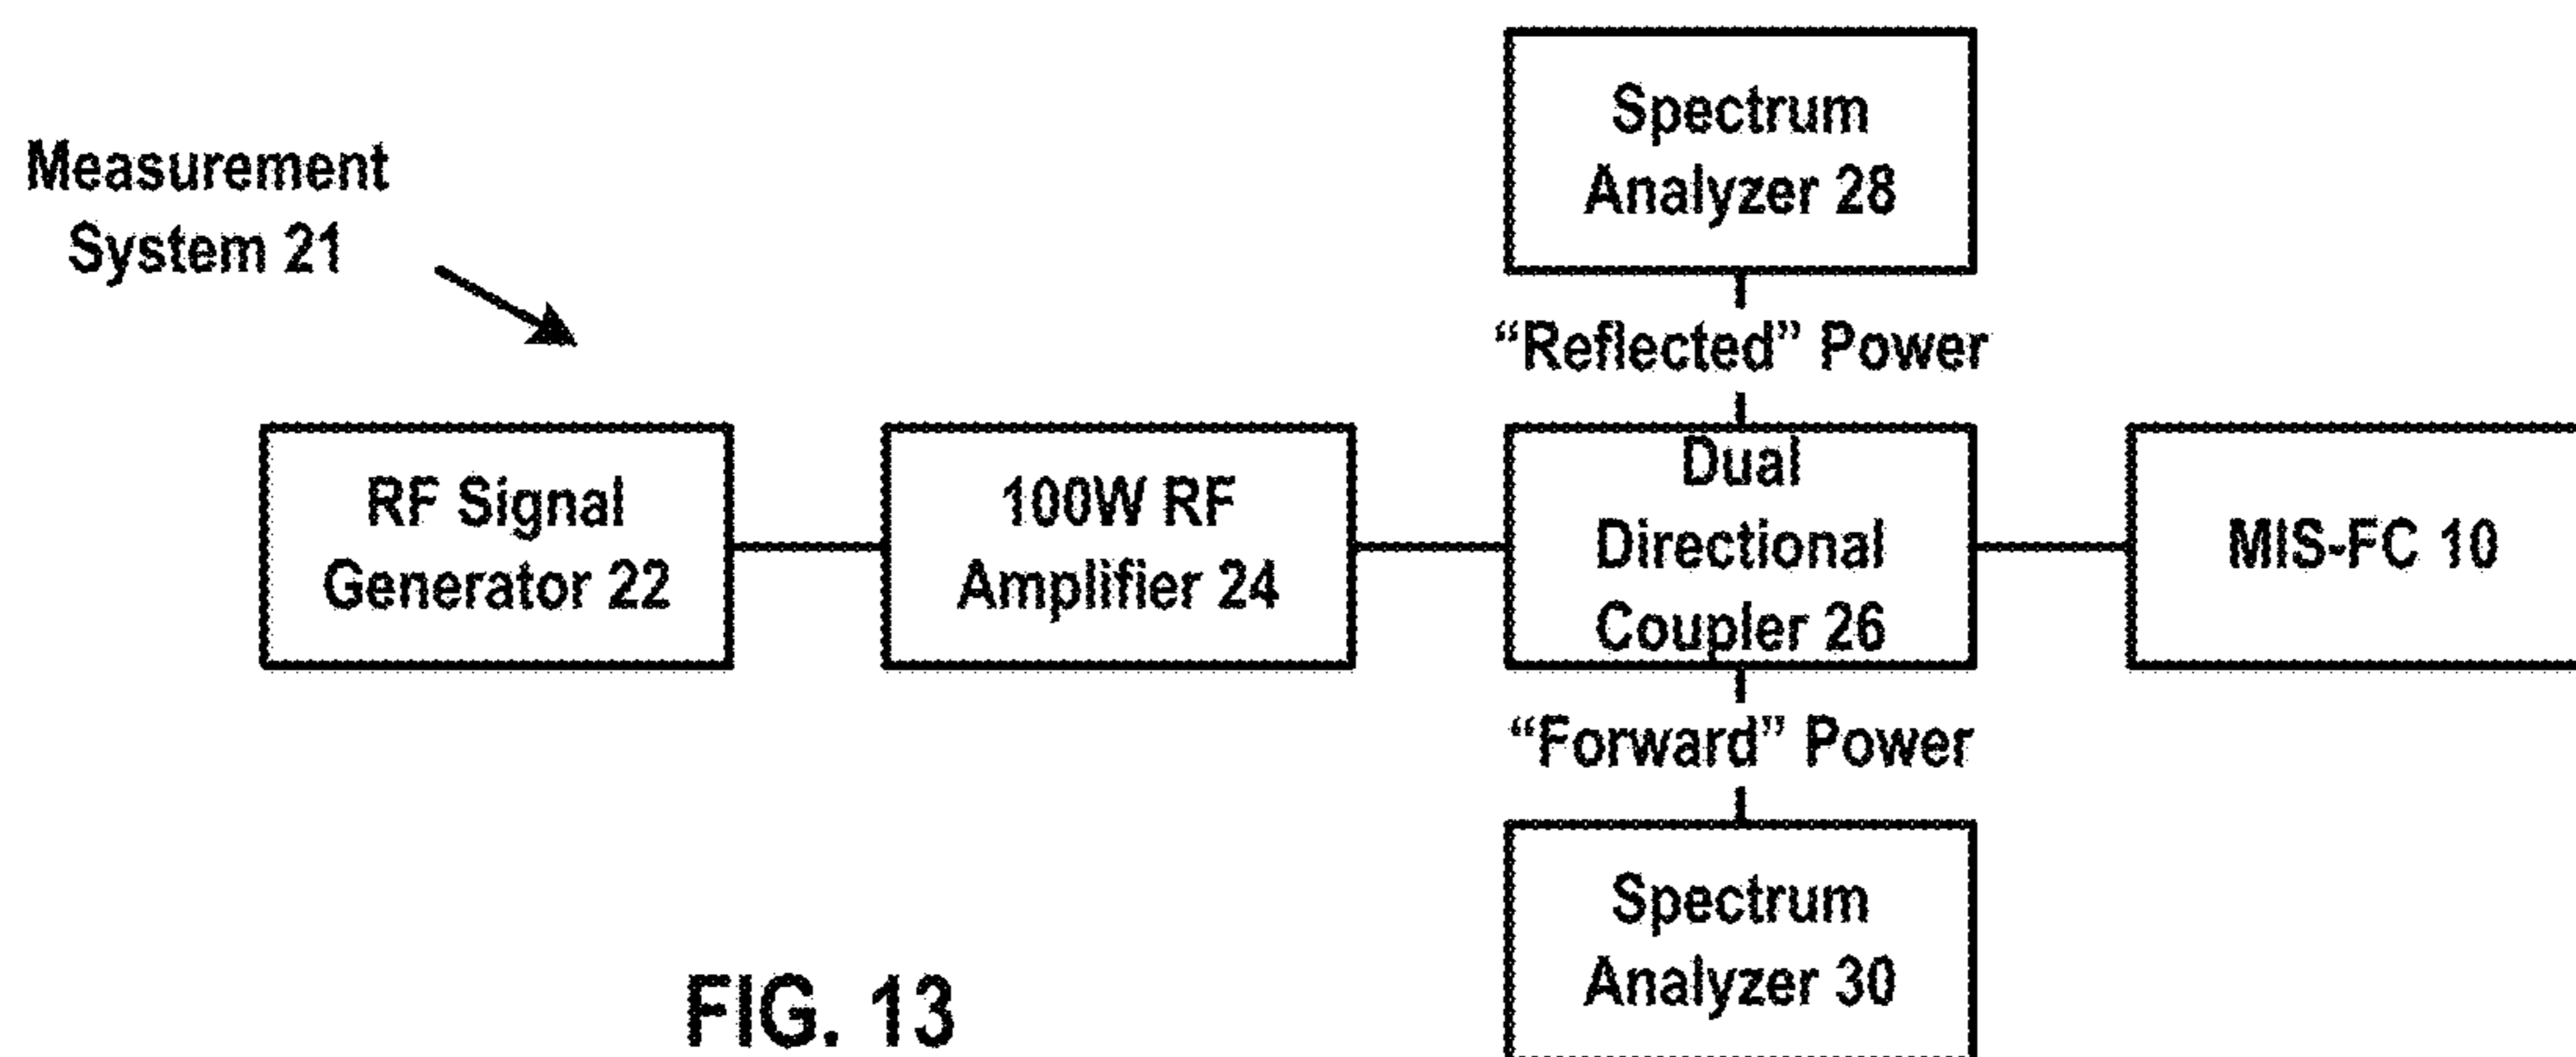 Measurement
System 21
Spectrum
Analyzer 28
“Reflected” Power
RF Signal
Generator 22
100W RF
Amplifier 24
Dual
Directional
Coupler 26
MIS-FC 10
“Forward” Power
Spectrum
Analyzer 30
FIG. 13